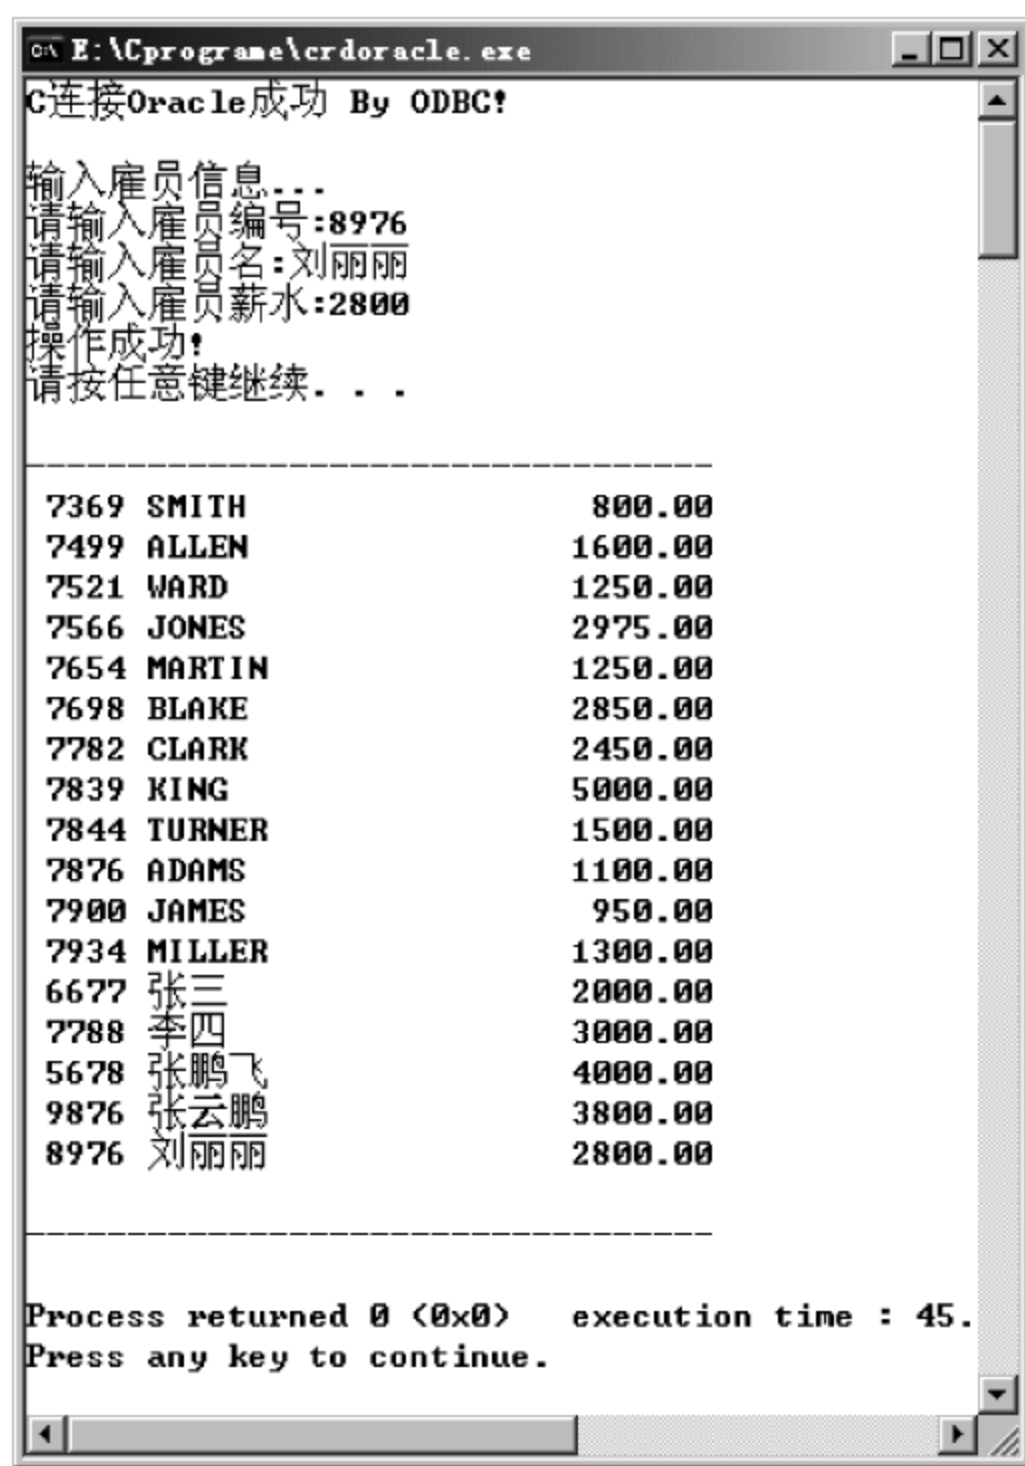 E:\Cprograme\crdoracle.exe
C连接Oracle成功 By ODBC!
输入雇员信息...
请输入雇员编号:8976
请输入雇员名:刘丽丽
请输入雇员薪水:2800
操作成功!
请按任意键继续. . .
----------------------------------
7369 SMITH 800.00
7499 ALLEN 1600.00
7521 WARD 1250.00
7566 JONES 2975.00
7654 MARTIN 1250.00
7698 BLAKE 2850.00
7782 CLARK 2450.00
7839 KING 5000.00
7844 TURNER 1500.00
7876 ADAMS 1100.00
7900 JAMES 950.00
7934 MILLER 1300.00
6677 张三 2000.00
7788 李四 3000.00
5678 张鹏飞 4000.00
9876 张云鹏 3800.00
8976 刘丽丽 2800.00
----------------------------------
Process returned 0 (0x0) execution time : 45.
Press any key to continue.